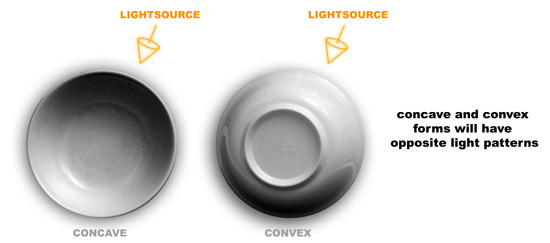 LIGHTSOURCE
LIGHTSOURCE
concave and convex
forms will have
opposite light patterns
CONCAVE
CONVEX